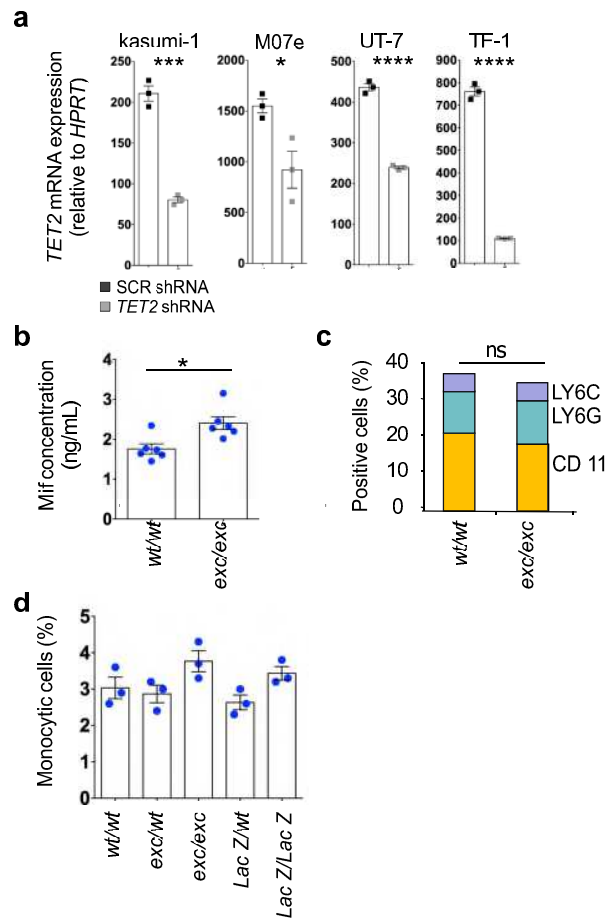 a
kasumi-1 M07e UT-7 TF-1
*** * **** ****
TET2 mRNA expression
(relative to HPRT)
250
200
150
100
50
0
2000
1500
1000
500
0
500
400
300
200
100
0
900
800
700
600
500
400
300
200
100
0
SCR shRNA
TET2 shRNA
b
*
Mif concentration
(ng/mL)
4
3
2
1
0
wt/wt
exc/exc
c
ns
Positive cells (%)
40
30
20
10
0
LY6C
LY6G
CD 11
wt/wt
exc/exc
d
Monocytic cells (%)
5
4
3
2
1
0
wt/wt
exc/wt
exc/exc
Lac Z/wt
Lac Z/Lac Z